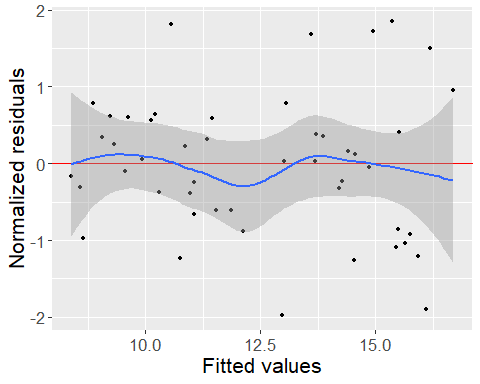 2
1
0
-1
-2
Normalized residuals
10.0 12.5 15.0
Fitted values